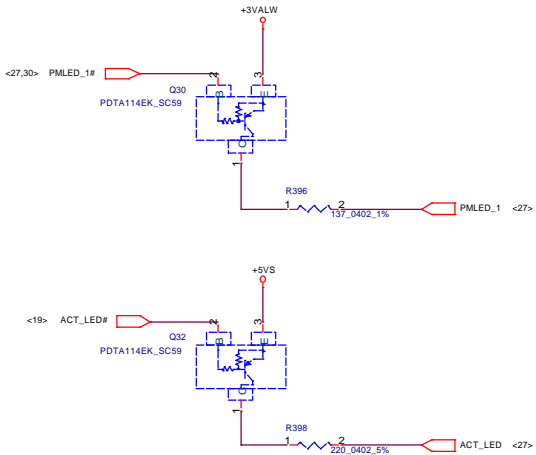 +3VALW
<27,30> PMLED_1#
2
3
Q30
B
E
PDTA114EK_SC59
C
1
R396
1
2
PMLED_1 <27>
137_0402_1%
+5VS
<19> ACT_LED#
2
3
Q32
B
E
PDTA114EK_SC59
C
1
R398
1
2
ACT_LED <27>
220_0402_5%